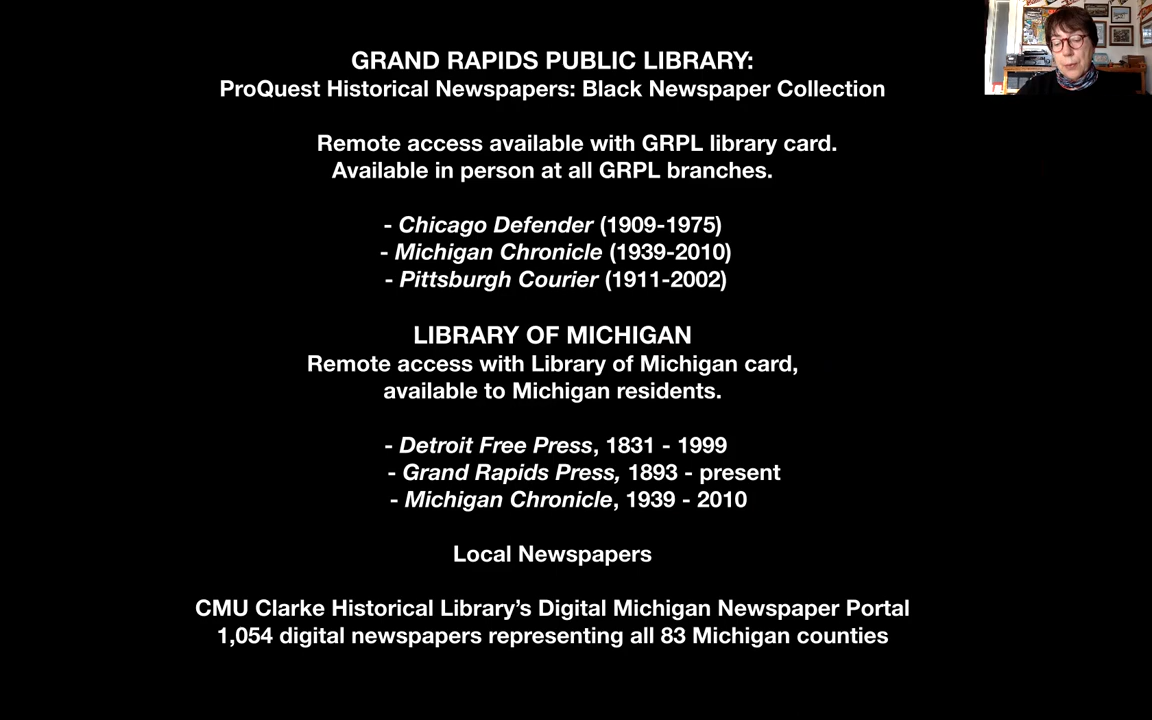 GRAND RAPIDS PUBLIC LIBRARY:
ProQuest Historical Newspapers: Black Newspaper Collection
Remote access available with GRPL library card.
Available in person at all GRPL branches.
- Chicago Defender (1909-1975)
- Michigan Chronicle (1939-2010)
- Pittsburgh Courier (1911-2002)
LIBRARY OF MICHIGAN
Remote access with Library of Michigan card,
available to Michigan residents.
- Detroit Free Press, 1831 - 1999
- Grand Rapids Press, 1893 - present
- Michigan Chronicle, 1939 - 2010
Local Newspapers
CMU Clarke Historical Library’s Digital Michigan Newspaper Portal
1,054 digital newspapers representing all 83 Michigan counties